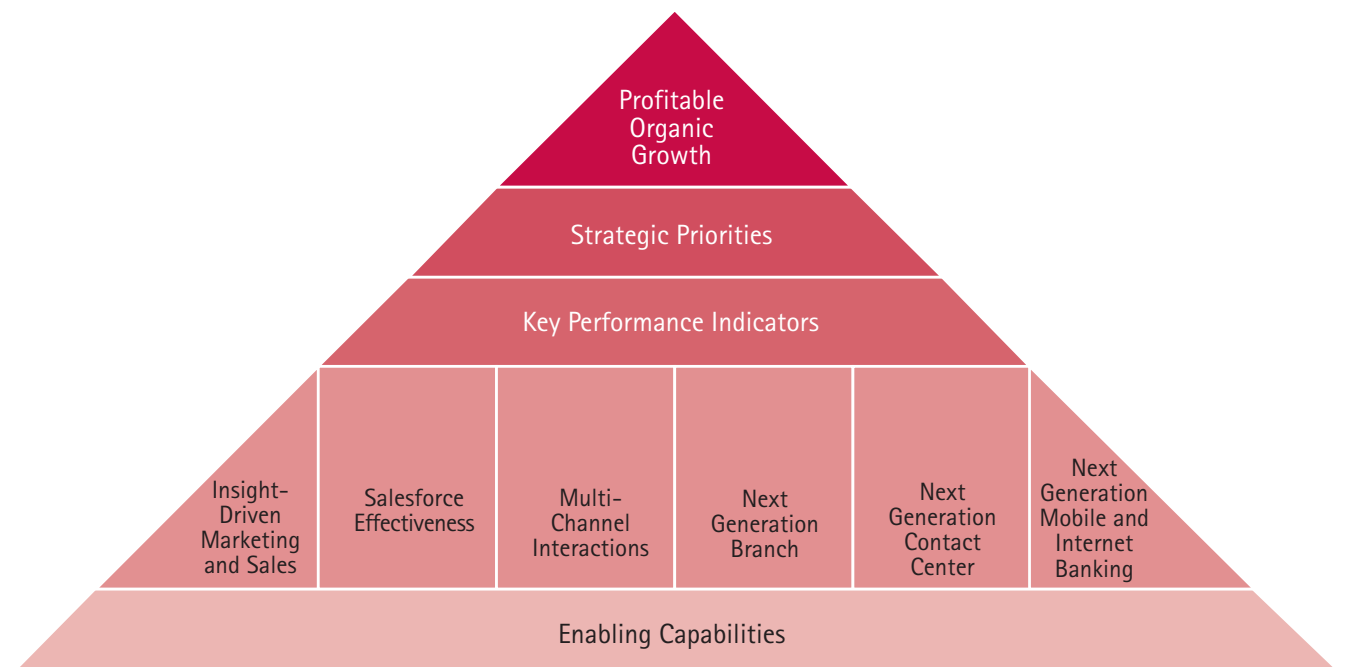 Profitable
Organic
Growth
Strategic Priorities
Key Performance Indicators
Insight-
Driven
Marketing
and Sales
Salesforce
Effectiveness
Multi-
Channel
Interactions
Next
Generation
Branch
Next
Generation
Contact
Center
Next
Generation
Mobile and
Internet
Banking
Enabling Capabilities